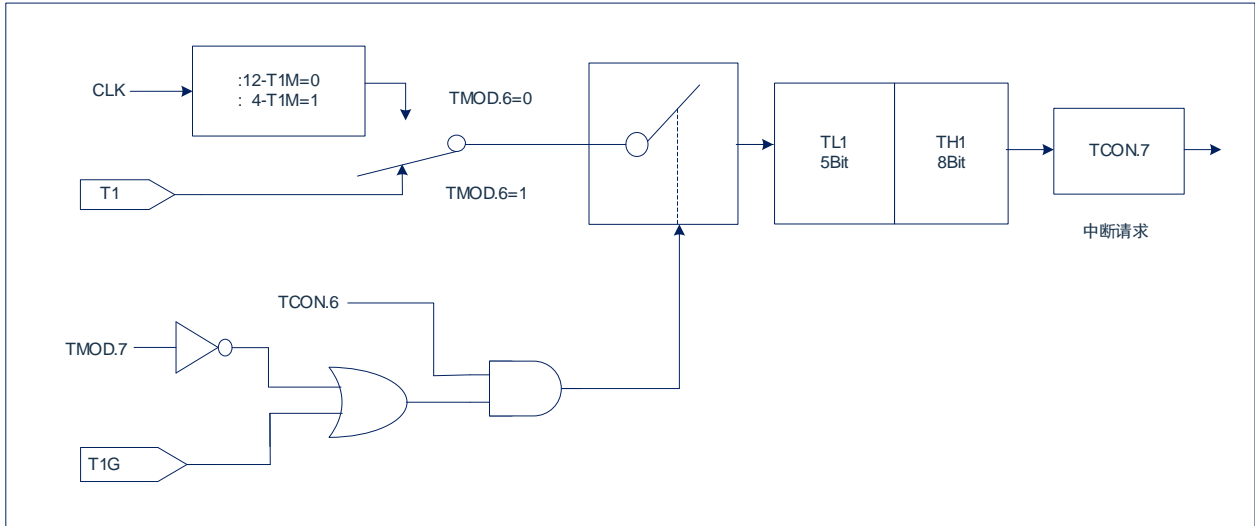 CLK
:12-T1M=0
: 4-T1M=1
TMOD.6=0
T1
TMOD.6=1
TL1
5Bit
TH1
8Bit
TCON.7
中断请求
TCON.6
TMOD.7
T1G